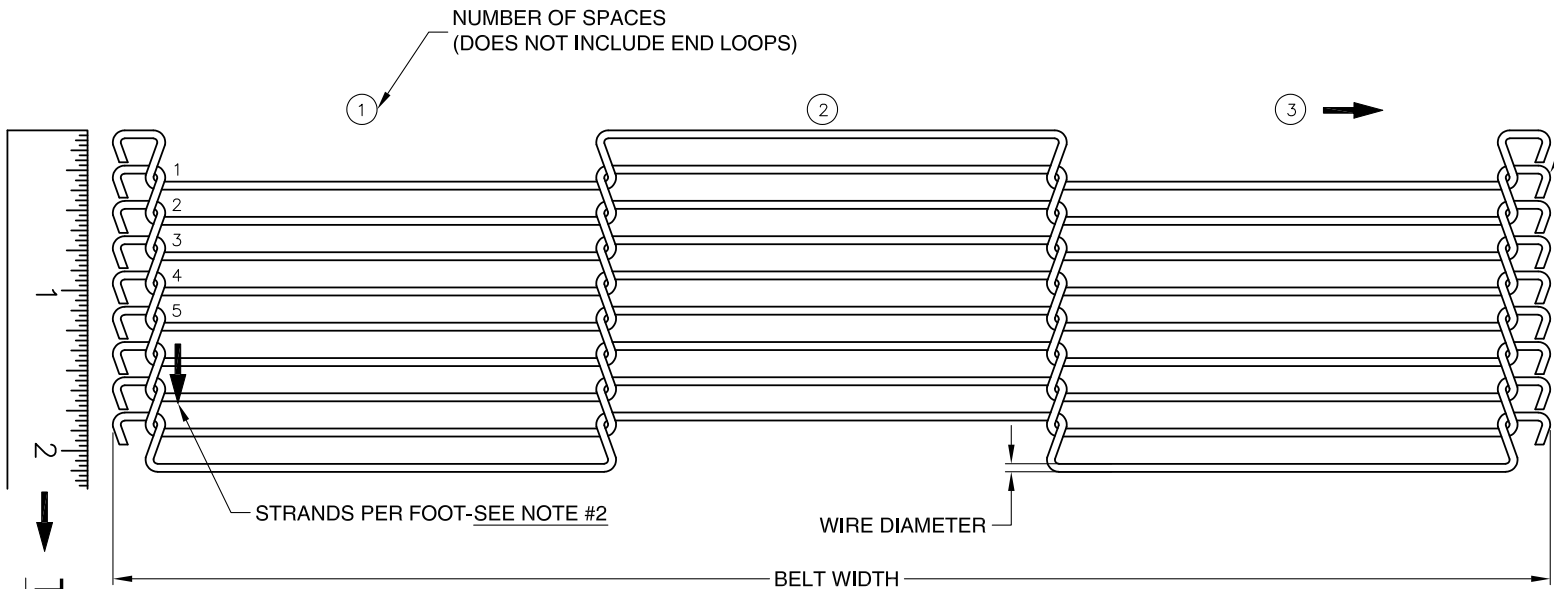 NUMBER OF SPACES
(DOES NOT INCLUDE END LOOPS)
1
2
3
1
2
3
4
5
1
2
STRANDS PER FOOT-SEE NOTE #2
WIRE DIAMETER
BELT WIDTH